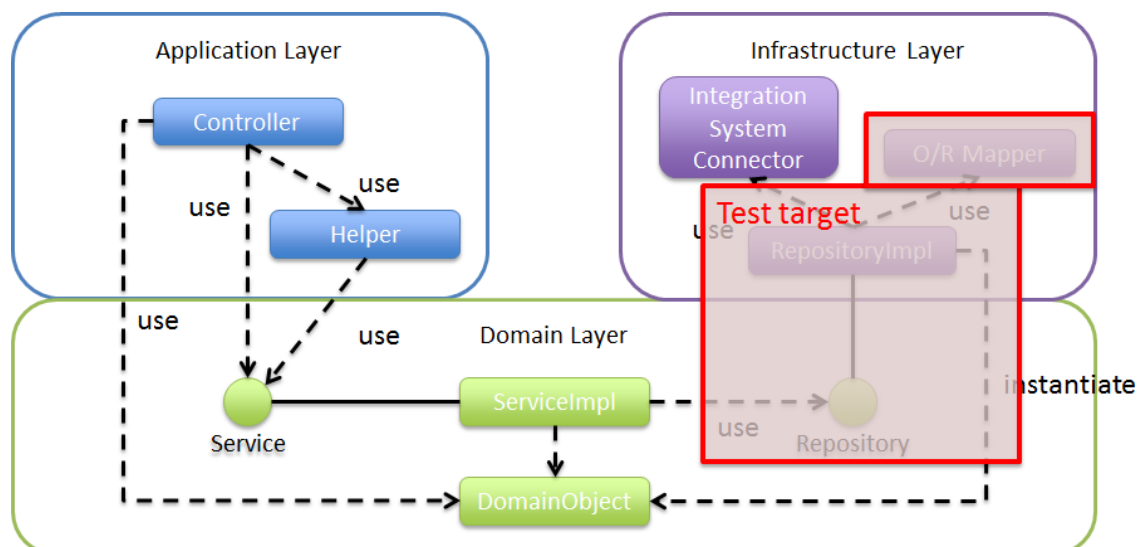 Application Layer
Infrastructure Layer
Controller
Integration
System
Connector
O/R Mapper
use
use
Test target
use
use
Helper
RepositoryImpl
use
use
Domain Layer
instantiate
ServiceImpl
use
Service
Repository
DomainObject